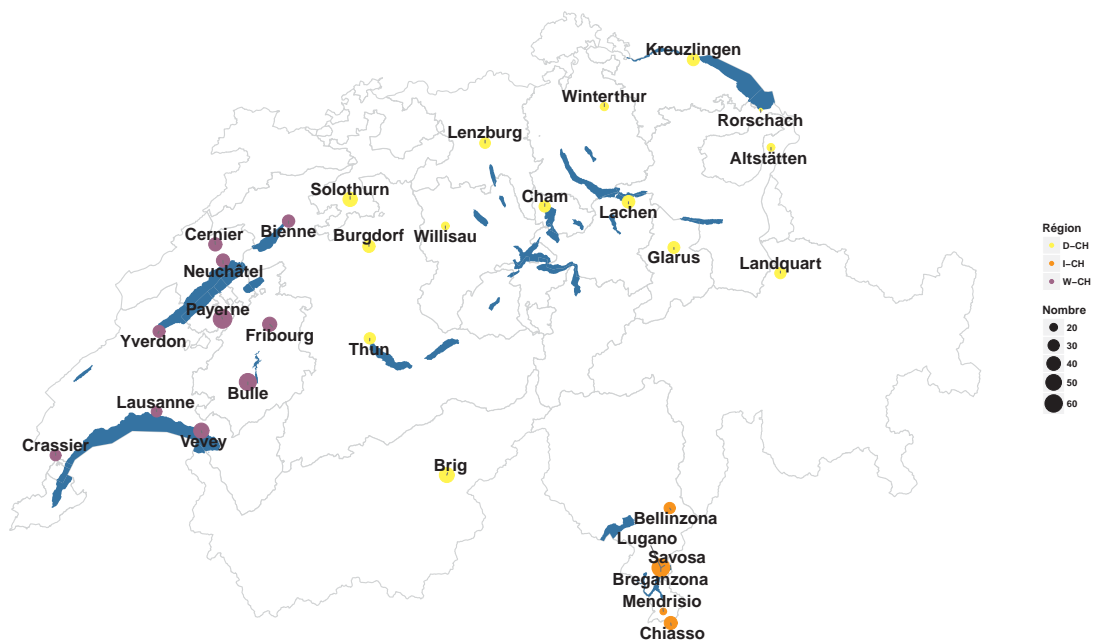 Kreuzlingen
Winterthur
Rorschach
Lenzburg
Altstätten
Solothurn
Cham
Lachen
Bienne
Cernier
Burgdorf
Willisau
Glarus
Landquart
Neuchâtel
Payerne
Fribourg
Yverdon
Thun
Bulle
Lausanne
Vevey
Crassier
Brig
Bellinzona
Lugano
Savosa
Breganzona
Mendrisio
Chiasso
Région
D−CH
I−CH
W−CH
Nombre
20
30
40
50
60